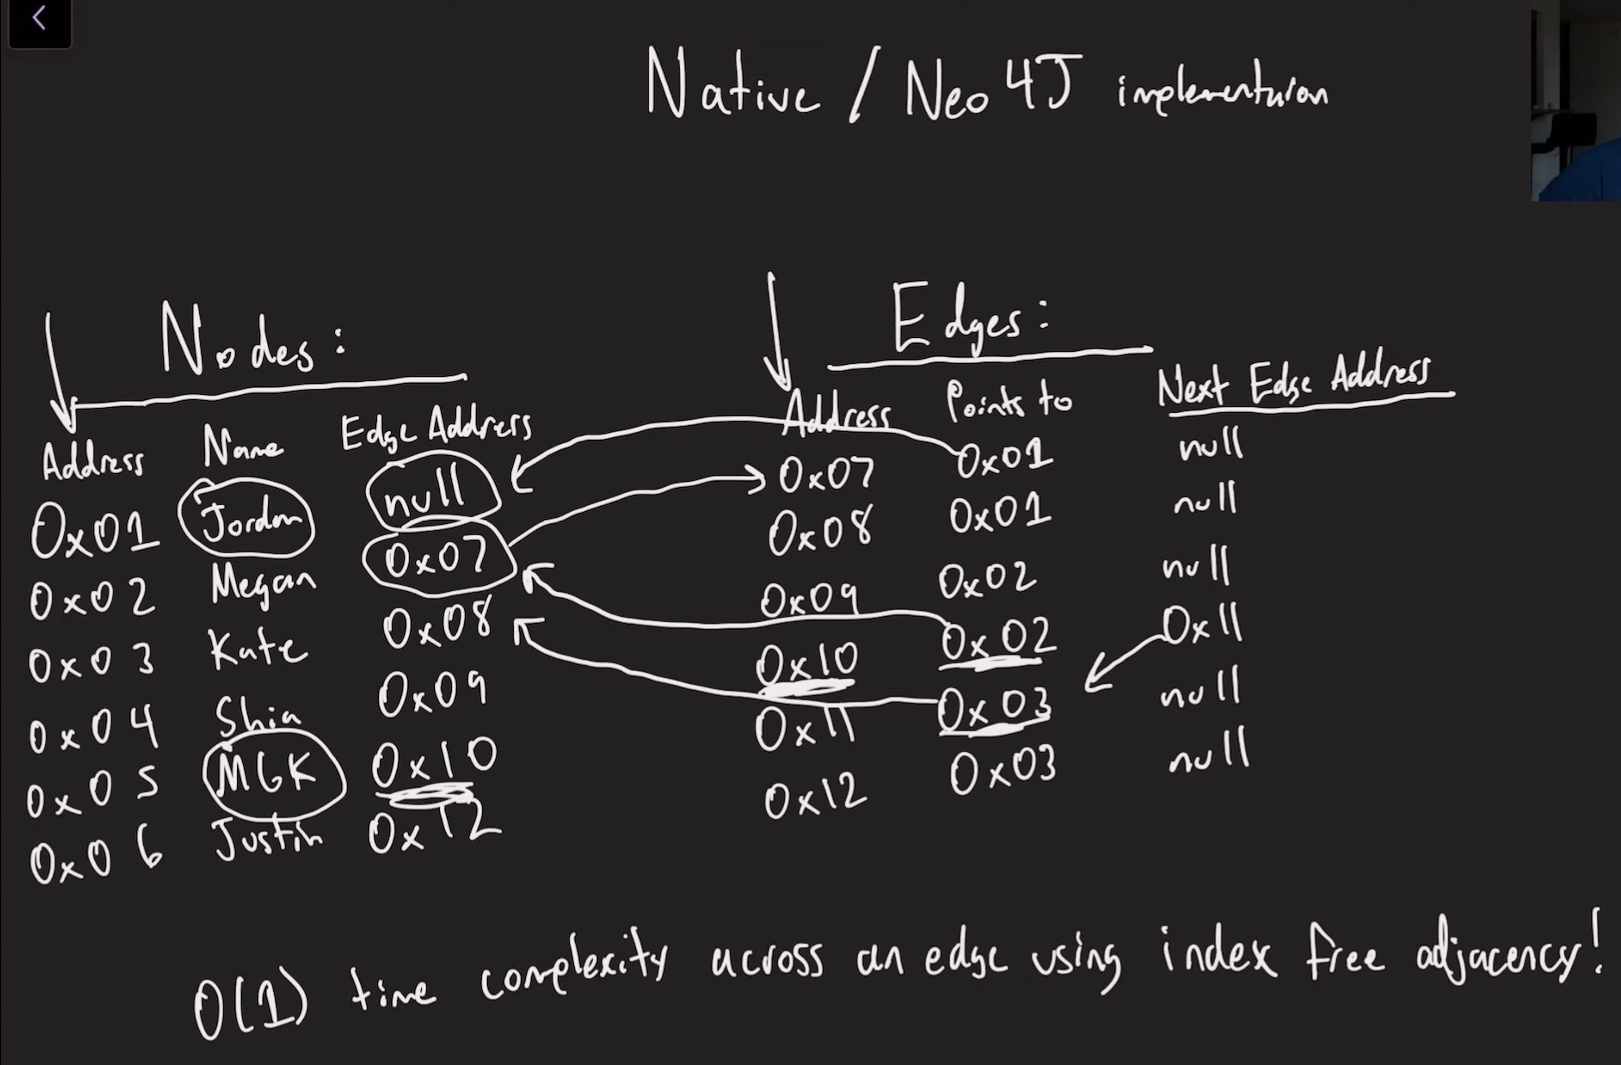 Native / Neo4J implementaion
Nodes:
Address Name Edge Address
0x01 Jordan null
0x02 Megan 0x07
0x03 Kate 0x08
0x04 Shia 0x09
0x05 MGK 0x10
0x06 Justin 0x12
Edges:
Address Points to Next Edge Address
0x07 0x01 null
0x08 0x01 null
0x09 0x02 null
0x10 0x02 0x11
0x11 0x03 null
0x12 0x03 null
O(1) time complexity across an edge using index free adjacency!